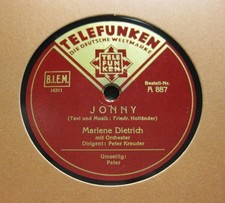 TELEFUNKEN
DIE DEUTSCHE WELTMARKE
TELE
FUN
KEN
B.I.E.M.
Bestell-Nr.
A 887
JONNY
(Text und Musik: Friedr. Holländer)
Marlene Dietrich
mit Orchester
Dirigent: Peter Kreuder
Umseitig:
Peter